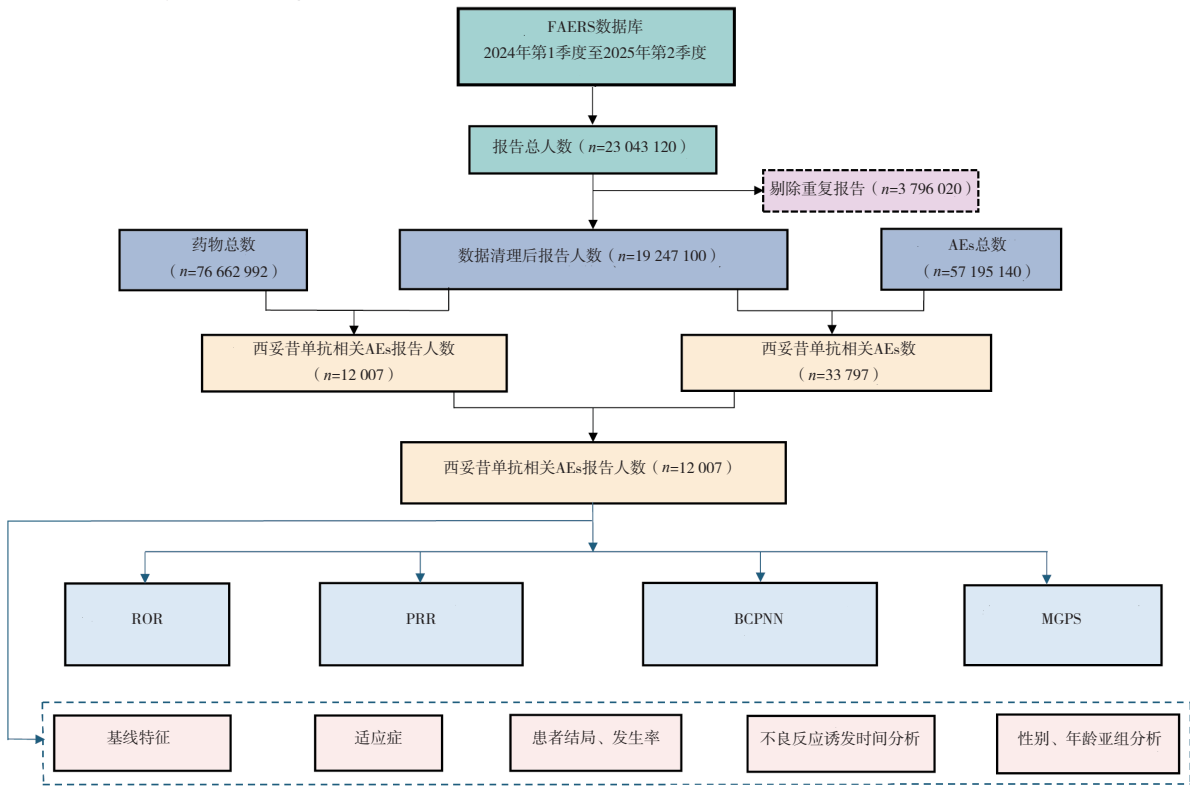 FAERS数据库
2024年第1季度至2025年第2季度
报告总人数（n=23 043 120）
剔除重复报告（n=3 796 020）
药物总数
（n=76 662 992）
数据清理后报告人数（n=19 247 100）
AEs总数
（n=57 195 140）
西妥昔单抗相关AEs报告人数
（n=12 007）
西妥昔单抗相关AEs数
（n=33 797）
西妥昔单抗相关AEs报告人数（n=12 007）
ROR
PRR
BCPNN
MGPS
基线特征
适应症
患者结局、发生率
不良反应诱发时间分析
性别、年龄亚组分析